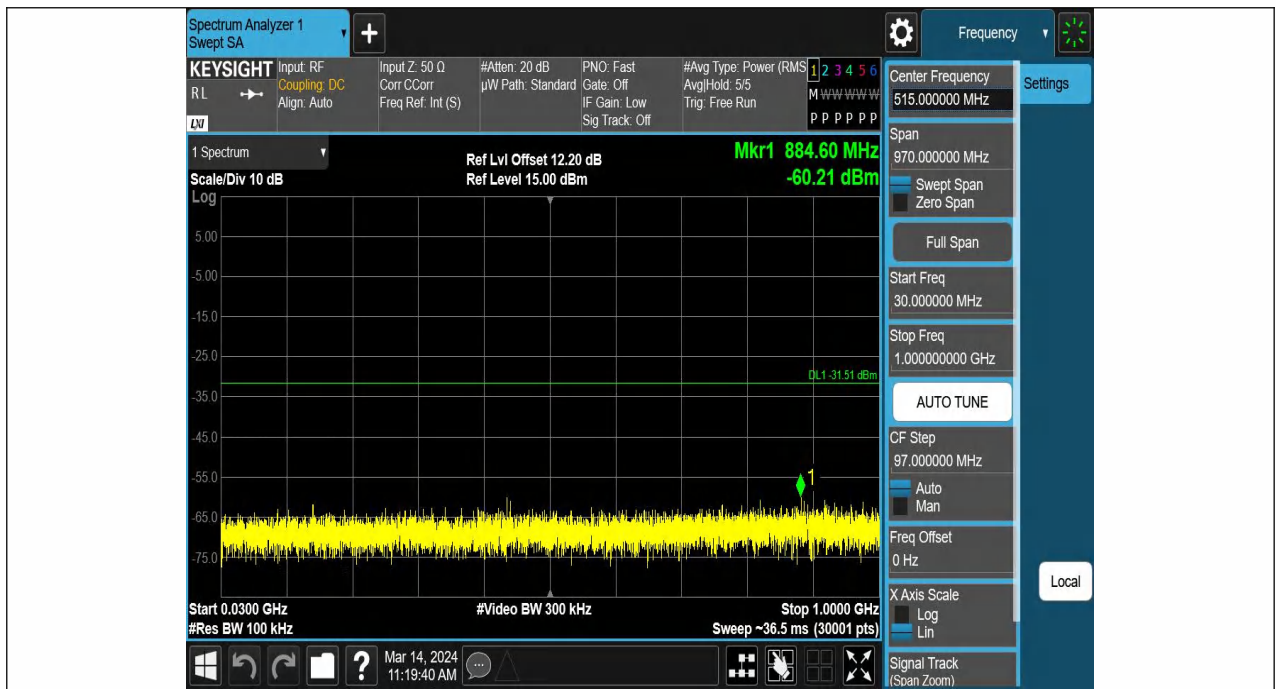 Spectrum Analyzer 1
Swept SA
+
Frequency
KEYSIGHT
RL
LXI
Input: RF
Coupling: DC
Align: Auto
Input Z: 50 Ω
Corr CCorr
Freq Ref: Int (S)
#Atten: 20 dB
µW Path: Standard
PNO: Fast
Gate: Off
IF Gain: Low
Sig Track: Off
#Avg Type: Power (RMS
Avg|Hold: 5/5
Trig: Free Run
1 2 3 4 5 6
M W W W W W
P P P P P P
1 Spectrum
Scale/Div 10 dB
Log
Ref Lvl Offset 12.20 dB
Ref Level 15.00 dBm
Mkr1 884.60 MHz
-60.21 dBm
5.00
-5.00
-15.0
-25.0
DL1 -31.51 dBm
-35.0
-45.0
-55.0
1
-65.0
-75.0
Start 0.0300 GHz
#Res BW 100 kHz
#Video BW 300 kHz
Stop 1.0000 GHz
Sweep ~36.5 ms (30001 pts)
Center Frequency
515.000000 MHz
Settings
Span
970.000000 MHz
Swept Span
Zero Span
Full Span
Start Freq
30.000000 MHz
Stop Freq
1.000000000 GHz
AUTO TUNE
CF Step
97.000000 MHz
Auto
Man
Freq Offset
0 Hz
Local
X Axis Scale
Log
Lin
Signal Track
(Span Zoom)
?
Mar 14, 2024
11:19:40 AM